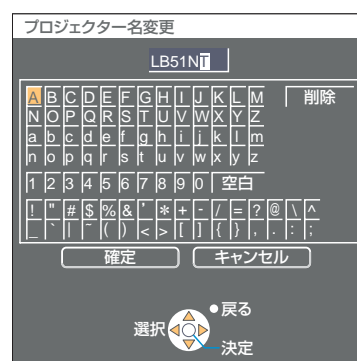 プロジェクター名変更
LB51NT
A B C D E F G H I J K L M 削除
N O P Q R S T U V W X Y Z
a b c d e f g h i j k l m
n o p q r s t u v w x y z
1 2 3 4 5 6 7 8 9 0 空白
! " # $ % & ' * + - / = ? @ \ ^
_ ` | ~ ( ) < > [ ] { } , . : ;
確定 キャンセル
戻る
選択
決定